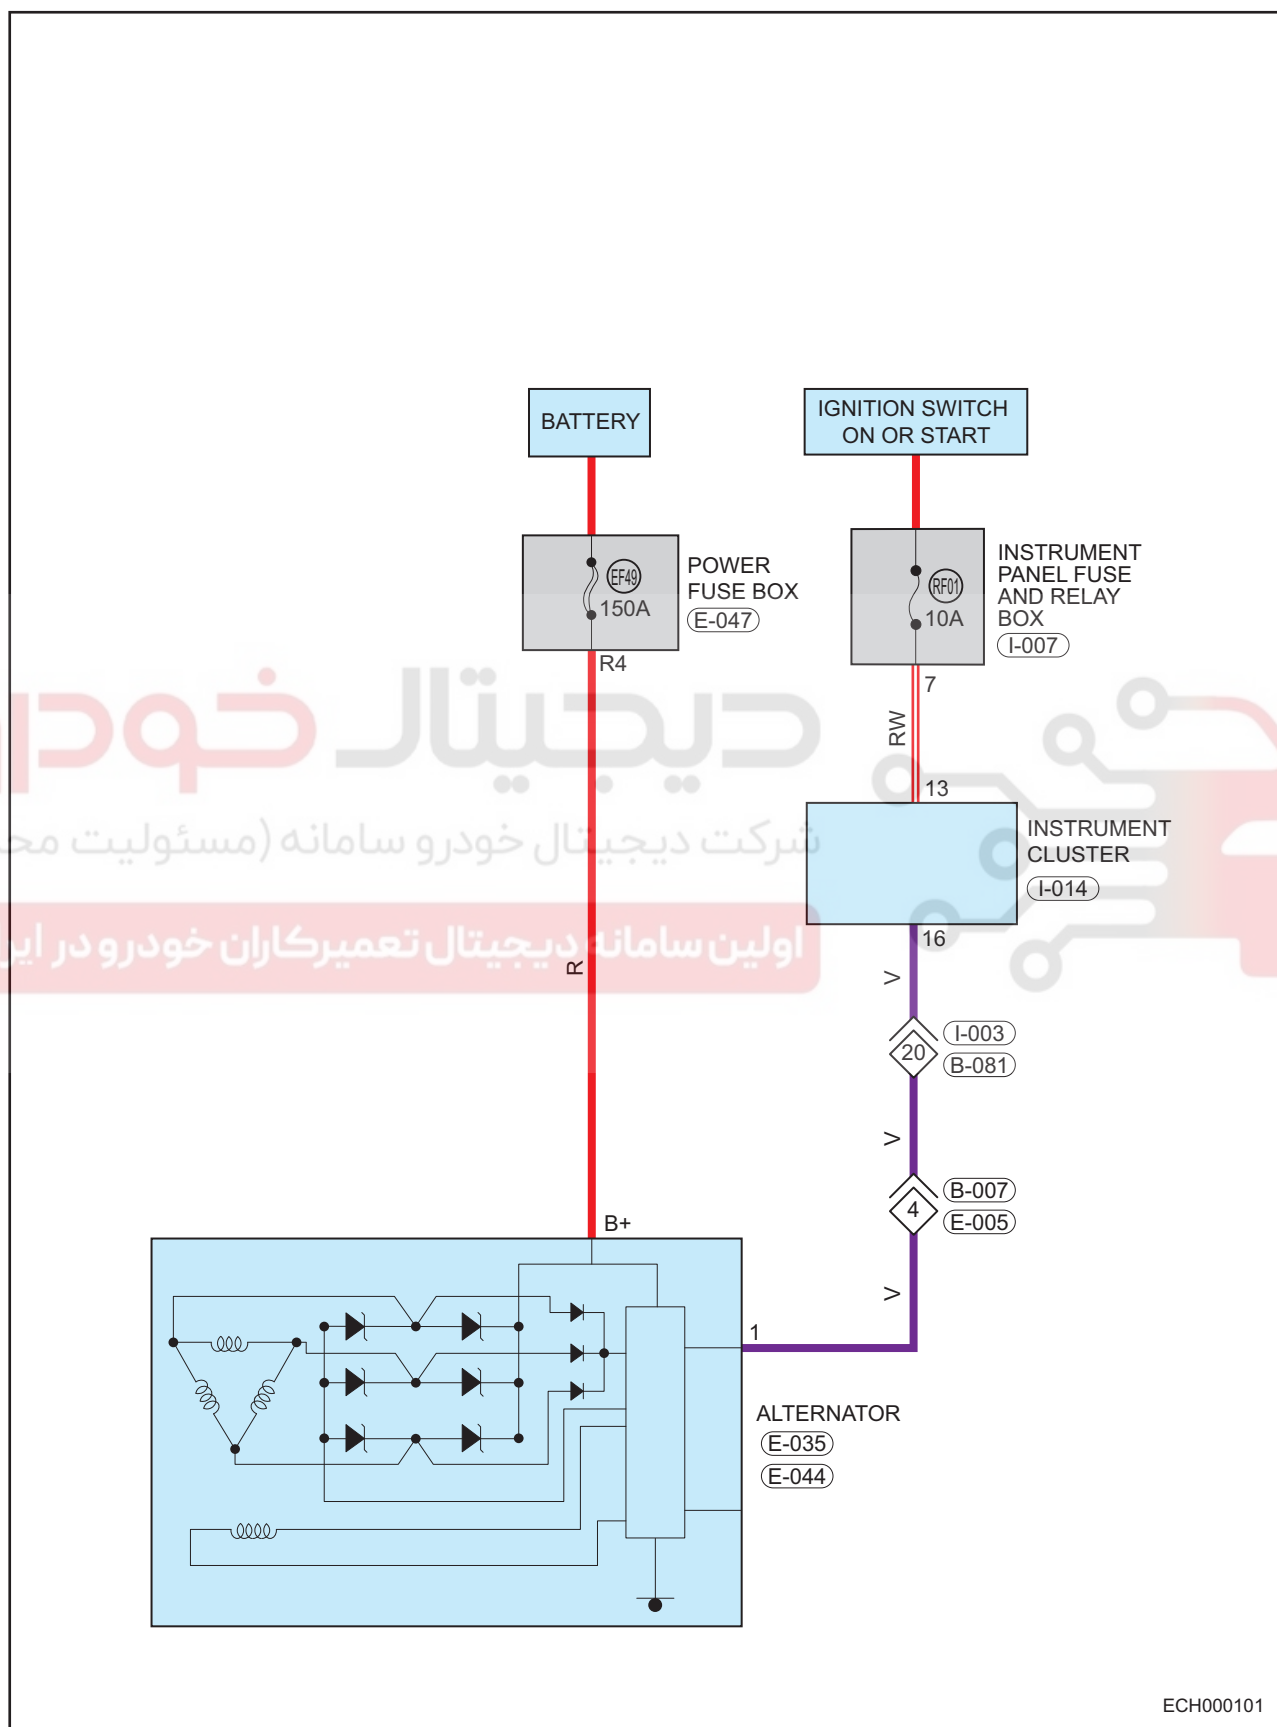 BATTERY
IGNITION SWITCH
ON OR START
EF49
150A
POWER
FUSE BOX
E-047
R4
RF01
10A
INSTRUMENT
PANEL FUSE
AND RELAY
BOX
I-007
7
RW
13
دیجیتال خودر
شرکت دیجیتال خودرو سامانه (مسئولیت
اولین سامانه دیجیتال تعمیرکاران خودرو در
INSTRUMENT
CLUSTER
I-014
16
R
V
20
I-003
B-081
V
4
B-007
E-005
V
B+
1
ALTERNATOR
E-035
E-044
ECH000101